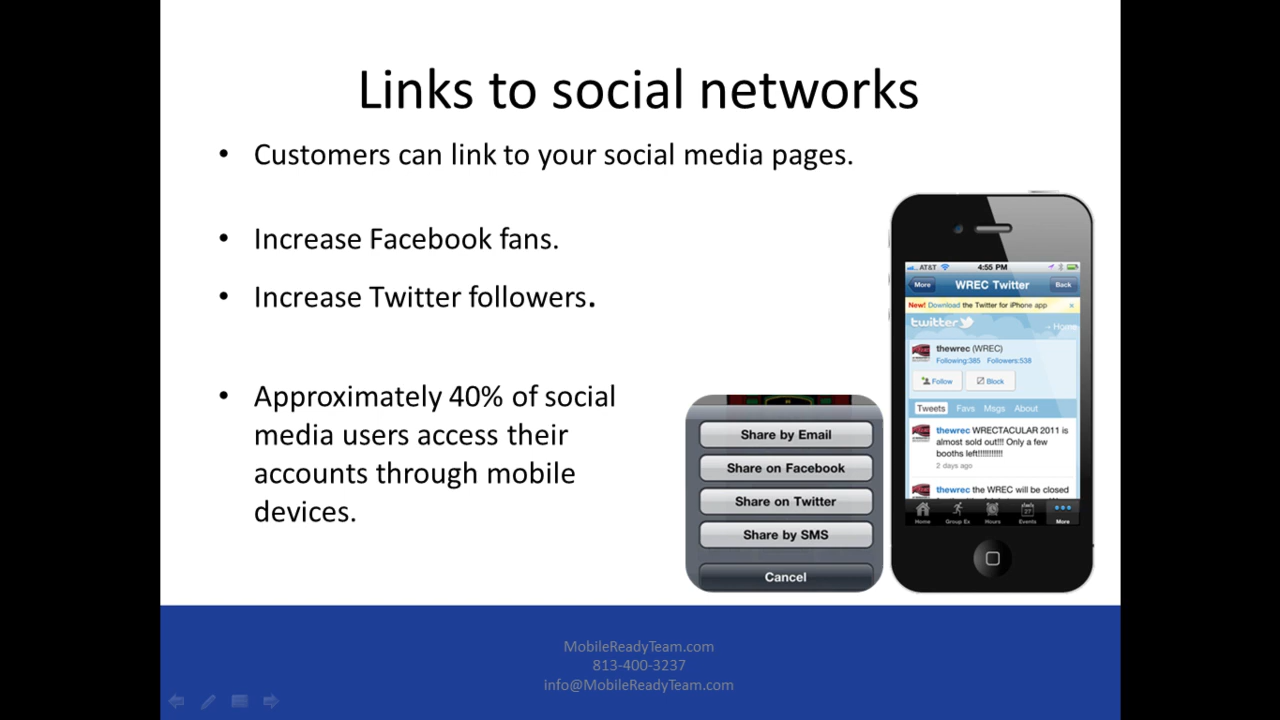 Links to social networks
• Customers can link to your social media pages.
• Increase Facebook fans.
• Increase Twitter followers.
• Approximately 40% of social
media users access their
accounts through mobile
devices.
Share by Email
Share on Facebook
Share on Twitter
Share by SMS
Cancel
AT&T 4:55 PM
More WREC Twitter Back
New! Download the Twitter for iPhone app ×
twitter → Home
thewrec (WREC)
Following:385 Followers:538
Follow Block
Tweets Favs Msgs About
thewrec WRECTACULAR 2011 is
almost sold out!!! Only a few
booths left!!!!!!!!!!!
2 days ago
thewrec the WREC will be closed
Home Group Ex Hours Events More
MobileReadyTeam.com
813-400-3237
info@MobileReadyTeam.com